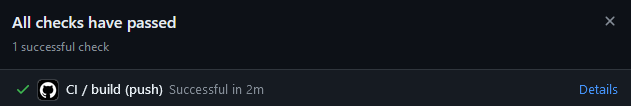 All checks have passed
1 successful check
CI / build (push) Successful in 2m Details